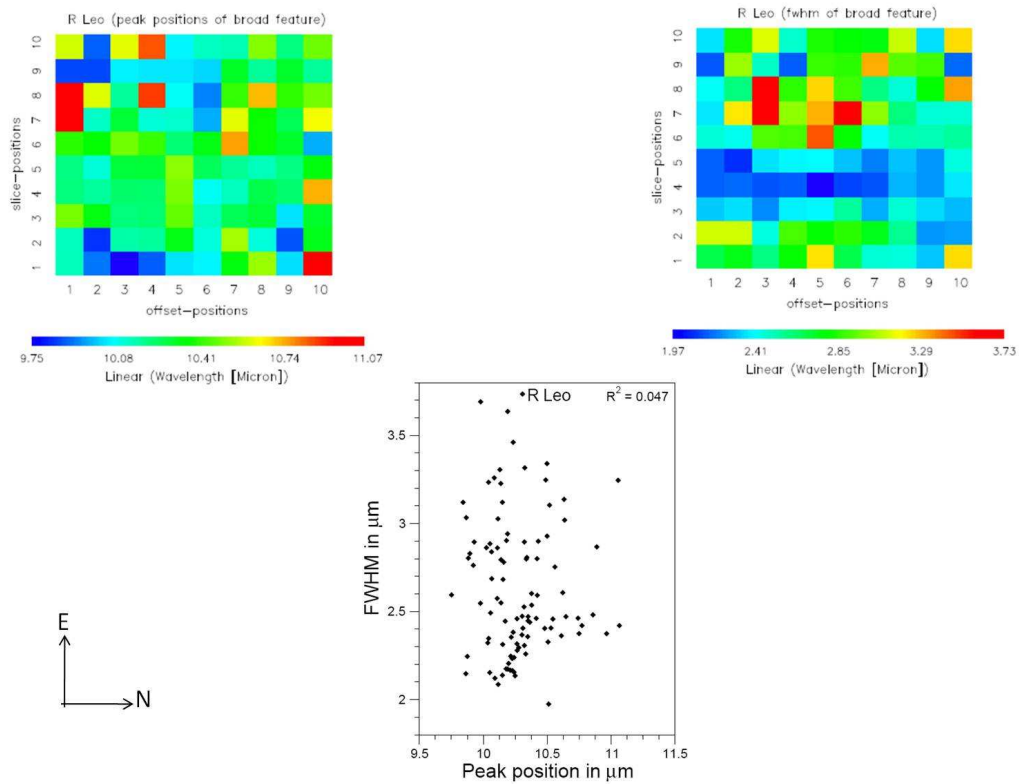 R Leo (peak positions of broad feature)
10
9
8
7
6
5
4
3
2
1
slice-positions
1 2 3 4 5 6 7 8 9 10
offset-positions
9.75 10.08 10.41 10.74 11.07
Linear (Wavelength [Micron])
R Leo (fwhm of broad feature)
10
9
8
7
6
5
4
3
2
1
slice-positions
1 2 3 4 5 6 7 8 9 10
offset-positions
1.97 2.41 2.85 3.29 3.73
Linear (Wavelength [Micron])
R Leo R² = 0.047
3.5
3
2.5
2
FWHM in μm
9.5 10 10.5 11 11.5
Peak position in μm
E
N